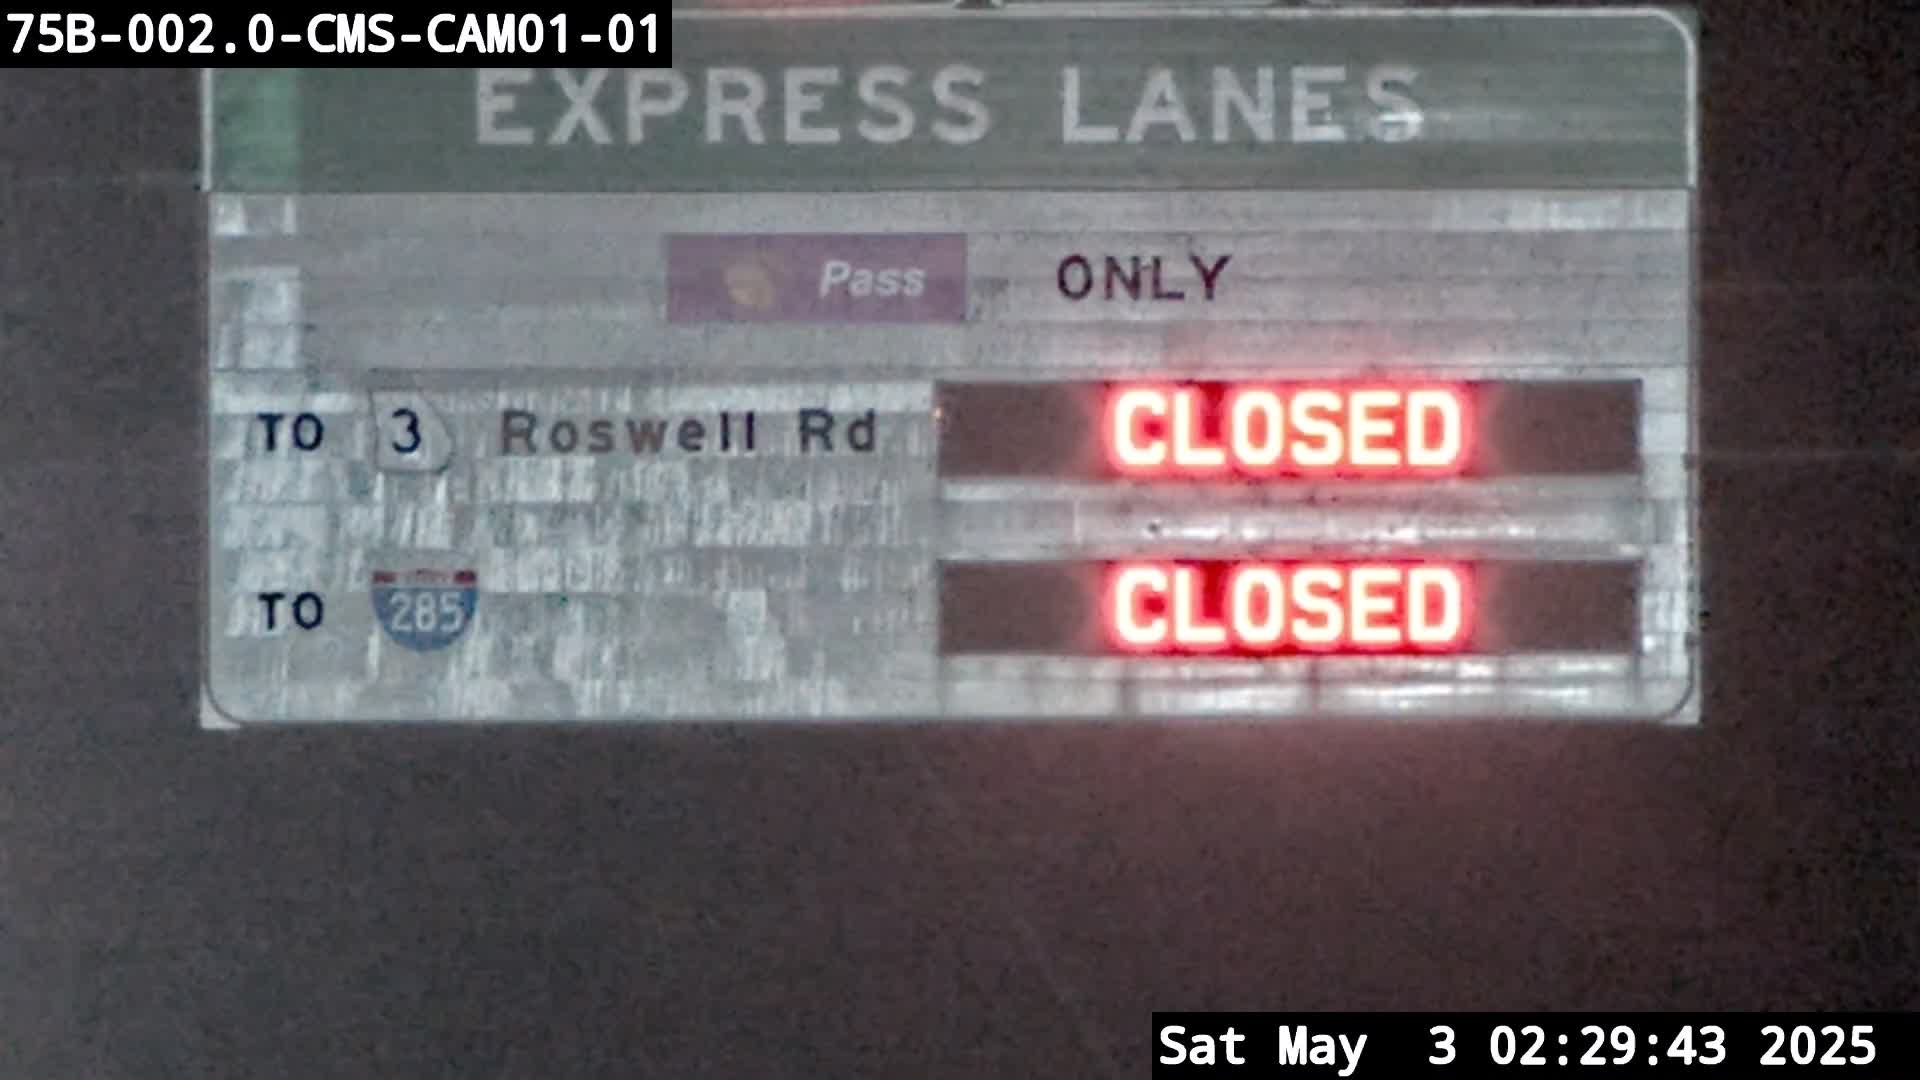 75B-002.0-CMS-CAM01-01
EXPRESS LANES
Pass ONLY
TO 3 Roswell Rd CLOSED
TO 285 CLOSED
Sat May 3 02:29:43 2025